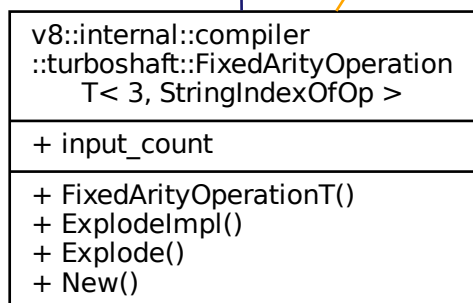 v8::internal::compiler
::turboshaft::FixedArityOperation
T< 3, StringIndexOfOp >
+ input_count
+ FixedArityOperationT()
+ ExplodeImpl()
+ Explode()
+ New()